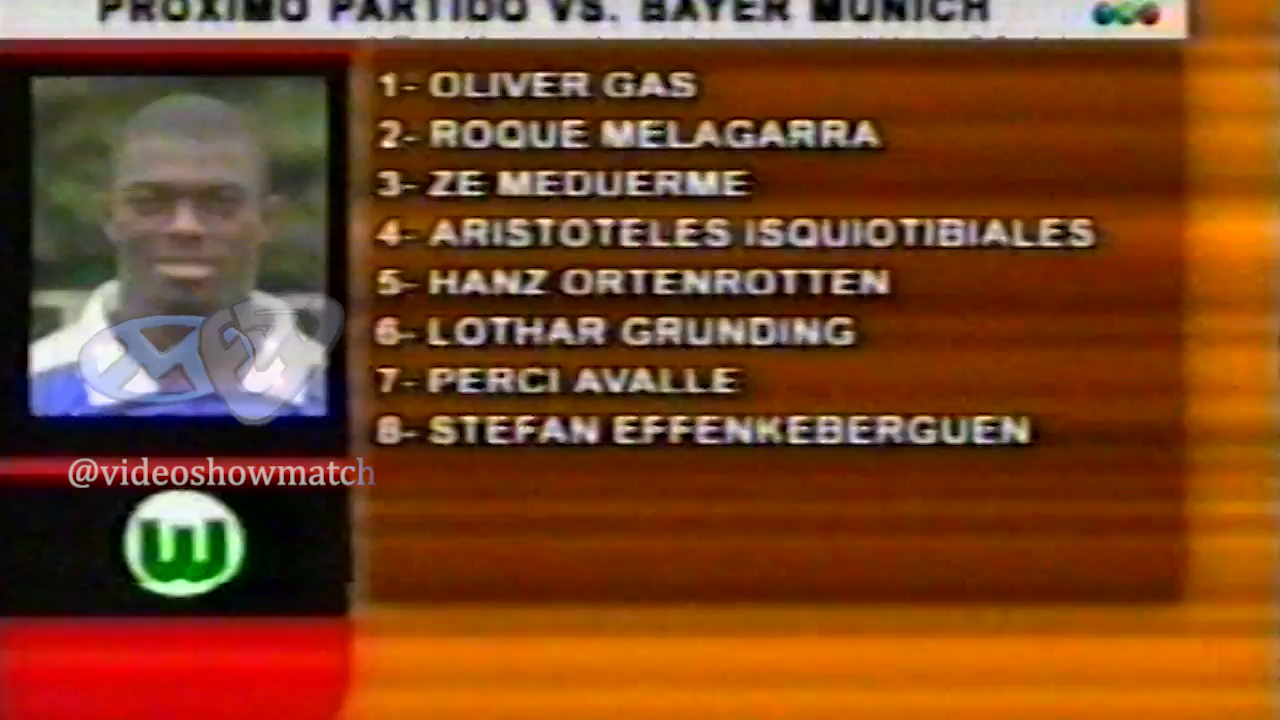 PROXIMO PARTIDO VS. BAYER MUNICH
1- OLIVER GAS
2- ROQUE MELAGARRA
3- ZE MEDUERME
4- ARISTOTELES ISQUIOTIBIALES
5- HANZ ORTENROTTEN
6- LOTHAR GRUNDING
7- PERCI AVALLE
8- STEFAN EFFENKEBERGUEN
@videoshowmatch
W